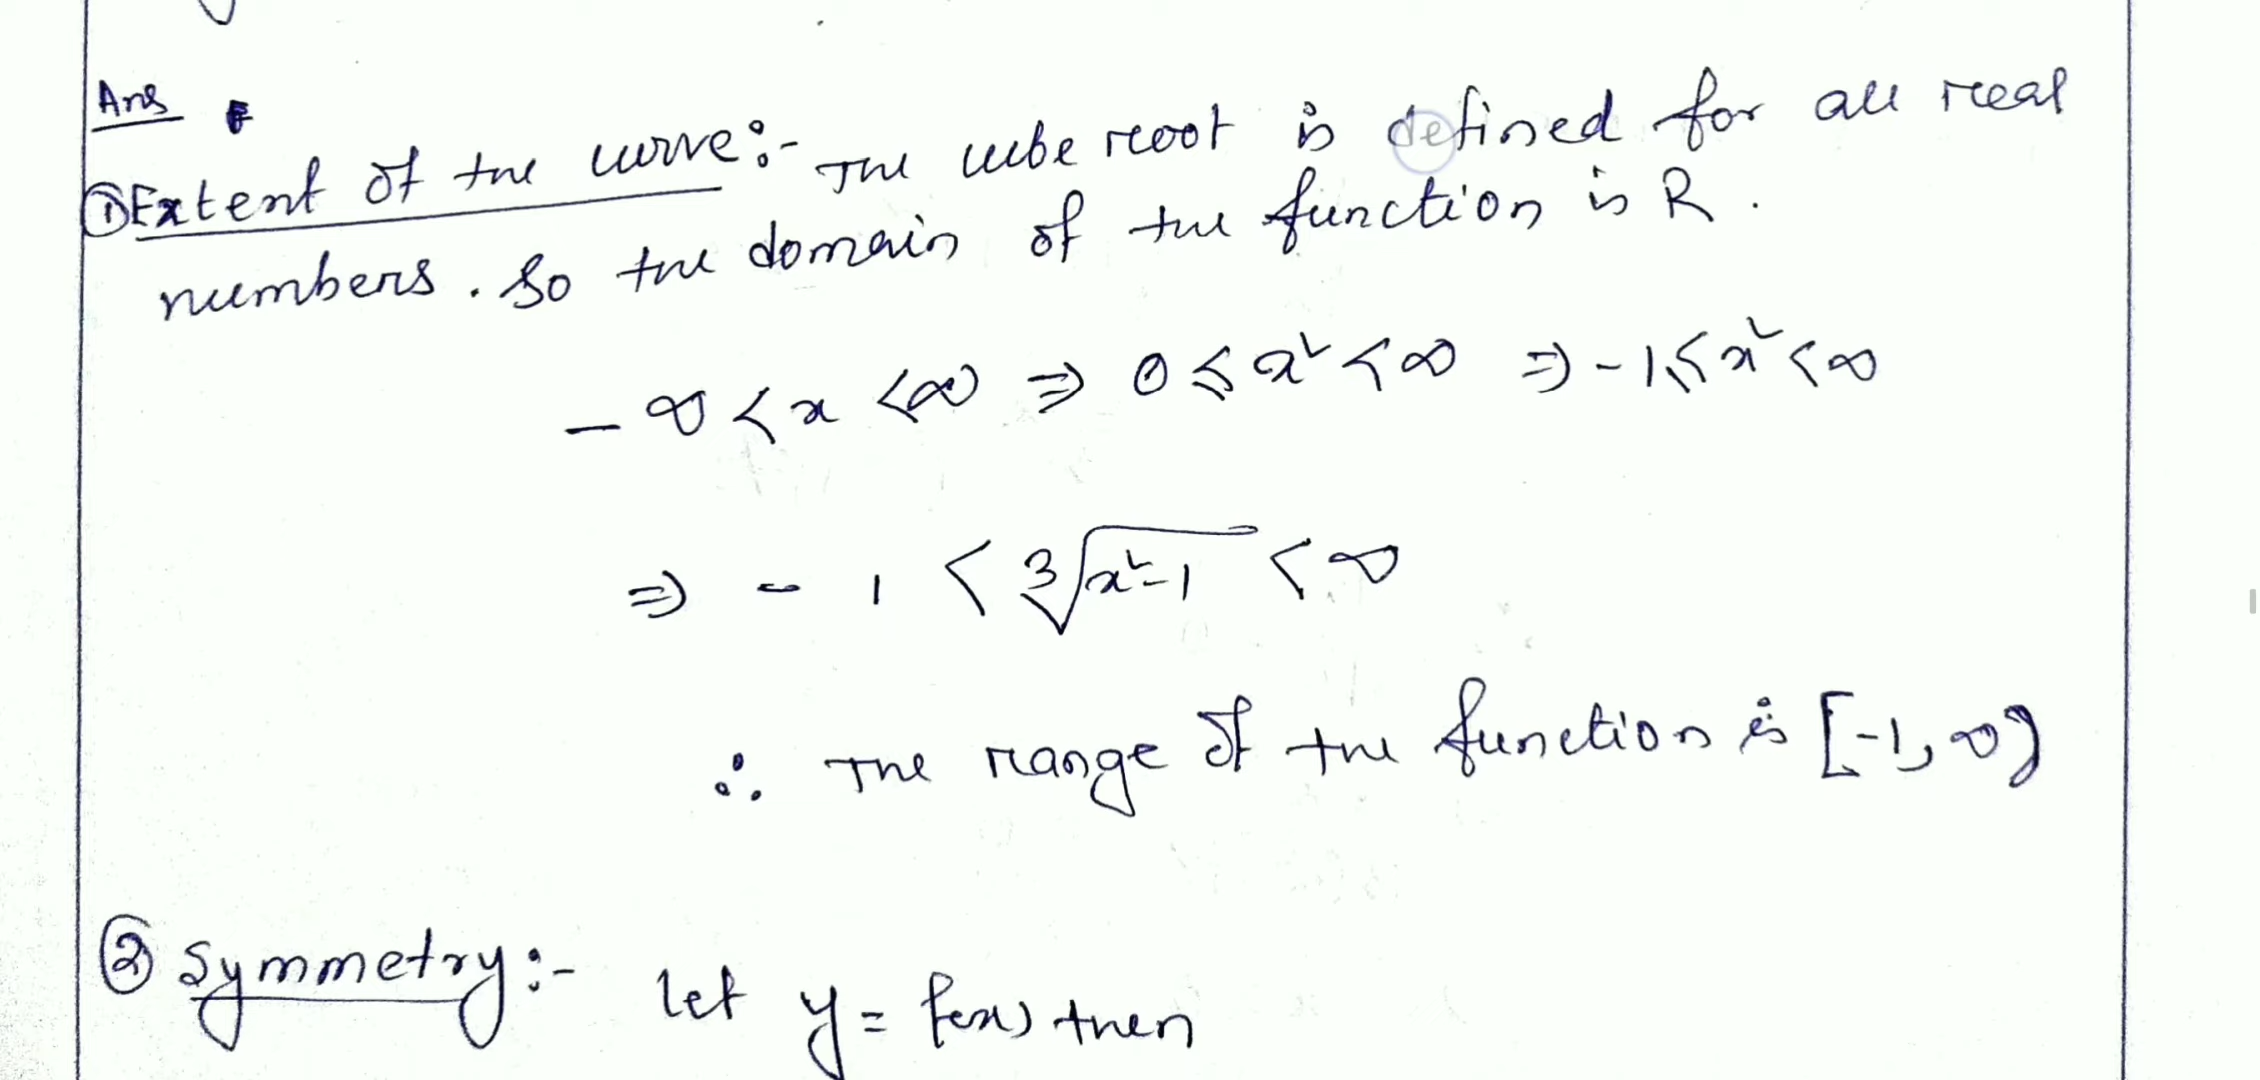 Ans
① Extent of the curve:- The cube root is defined for all real
numbers. So the domain of the function is R.
-∞ < x < ∞ ⇒ 0 ≤ x² < ∞ ⇒ -1 ≤ x² < ∞
⇒ -1 < ∛(x²-1) < ∞
∴ The range of the function is [-1, ∞)
② Symmetry:- let y = f(x) then